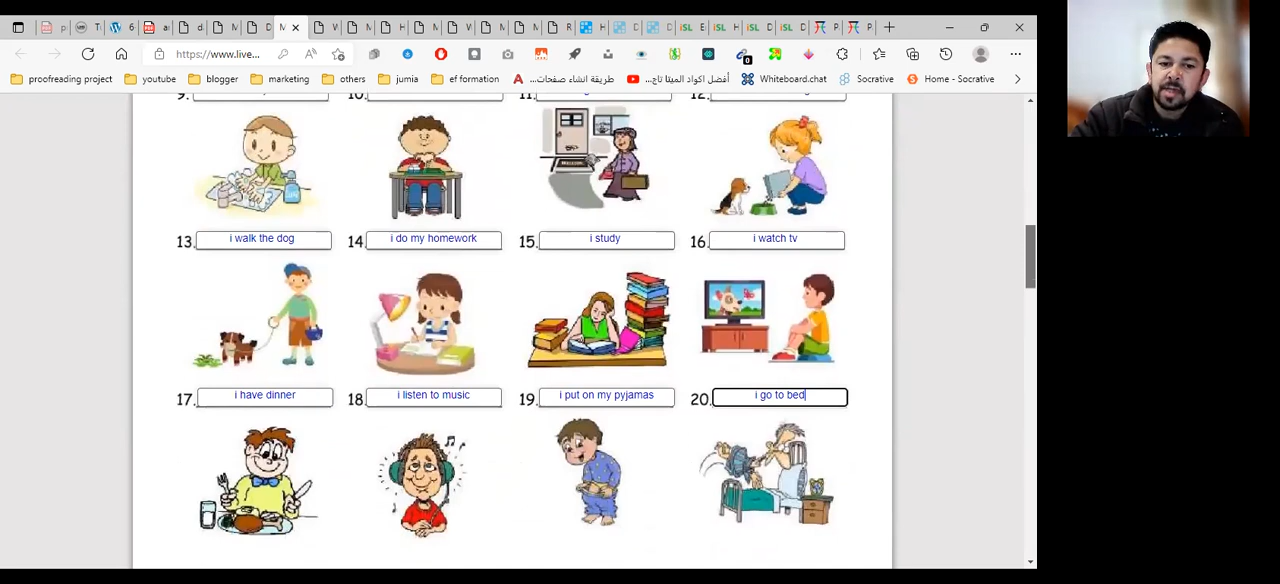 6
https://www.live...
proofreading project
youtube
blogger
marketing
others
jumia
ef formation
طريقة انشاء صفحات...
أفضل اكواد الميتا تاج...
Whiteboard.chat
Socrative
Home - Socrative
13. i walk the dog
14. i do my homework
15. i study
16. i watch tv
17. i have dinner
18. i listen to music
19. i put on my pyjamas
20. i go to bed